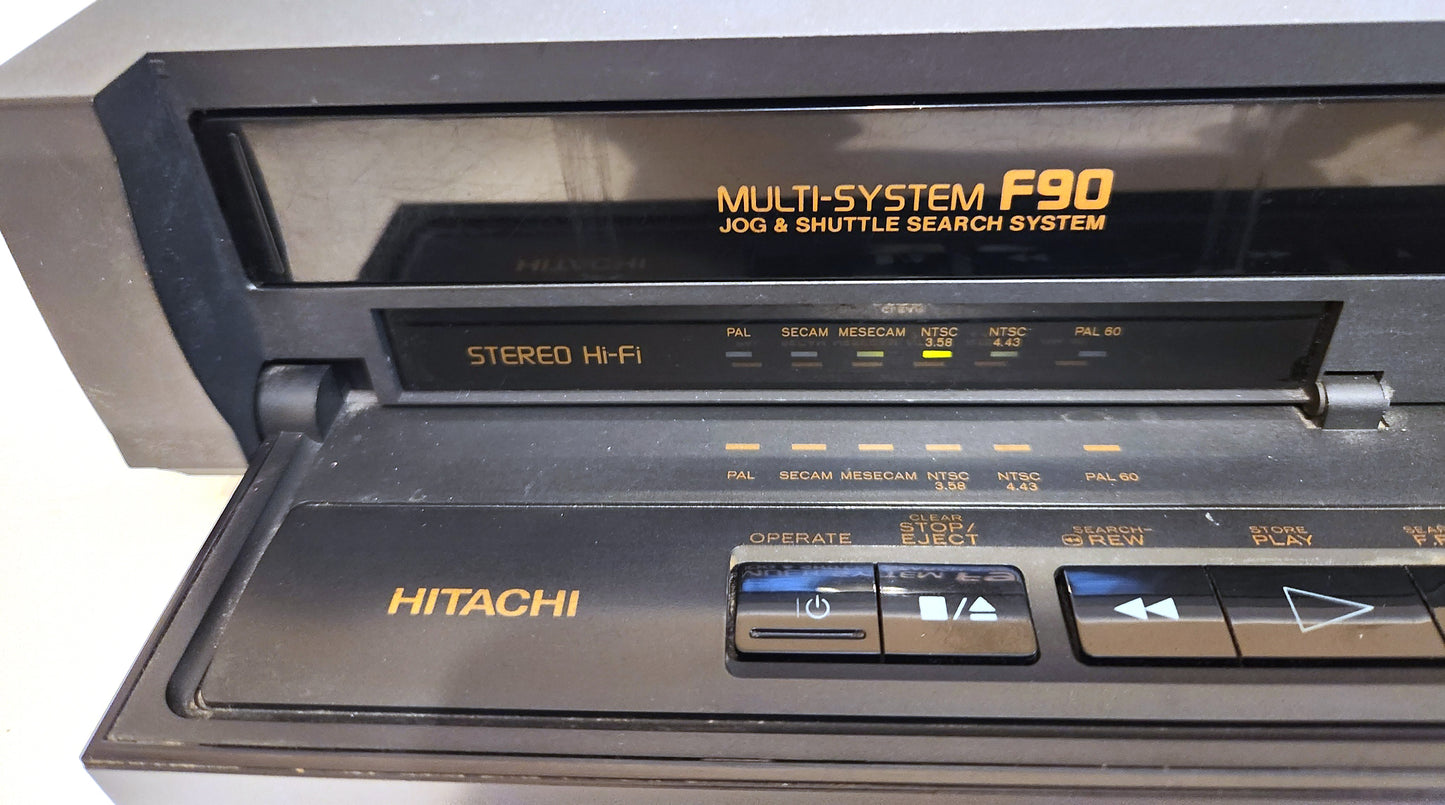 MULTI-SYSTEM F90
JOG & SHUTTLE SEARCH SYSTEM
STEREO Hi-Fi
PAL SECAM MESECAM NTSC 3.58 NTSC 4.43 PAL 60
PAL SECAM MESECAM NTSC 3.58 NTSC 4.43 PAL 60
HITACHI
OPERATE
CLEAR
STOP/
EJECT
SEARCH-
REW
STORE
PLAY